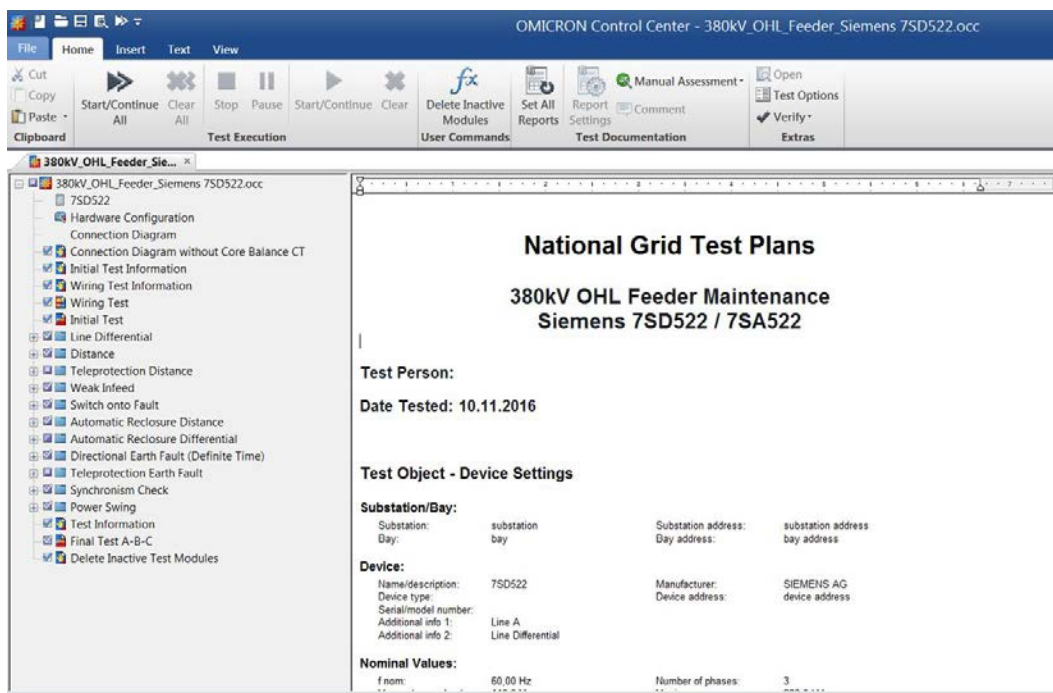 OMICRON Control Center - 380kV_OHL_Feeder_Siemens 7SD522.occ
File Home Insert Text View
Cut
Copy
Paste
Clipboard
Start/Continue All
Clear All
Stop
Pause
Start/Continue
Clear
Test Execution
Delete Inactive Modules
User Commands
Set All Reports
Report Settings
Manual Assessment
Comment
Test Documentation
Open
Test Options
Verify
Extras
380kV_OHL_Feeder_Sie... ×
380kV_OHL_Feeder_Siemens 7SD522.occ
7SD522
Hardware Configuration
Connection Diagram
Connection Diagram without Core Balance CT
Initial Test Information
Wiring Test Information
Wiring Test
Initial Test
Line Differential
Distance
Teleprotection Distance
Weak Infeed
Switch onto Fault
Automatic Reclosure Distance
Automatic Reclosure Differential
Directional Earth Fault (Definite Time)
Teleprotection Earth Fault
Synchronism Check
Power Swing
Test Information
Final Test A-B-C
Delete Inactive Test Modules
1 2 3 4 5 6 7
National Grid Test Plans
380kV OHL Feeder Maintenance
Siemens 7SD522 / 7SA522
Test Person:
Date Tested: 10.11.2016
Test Object - Device Settings
Substation/Bay:
Substation: substation Substation address: substation address
Bay: bay Bay address: bay address
Device:
Name/description: 7SD522 Manufacturer: SIEMENS AG
Device type: Device address: device address
Serial/model number:
Additional info 1: Line A
Additional info 2: Line Differential
Nominal Values:
f nom: 60,00 Hz Number of phases: 3